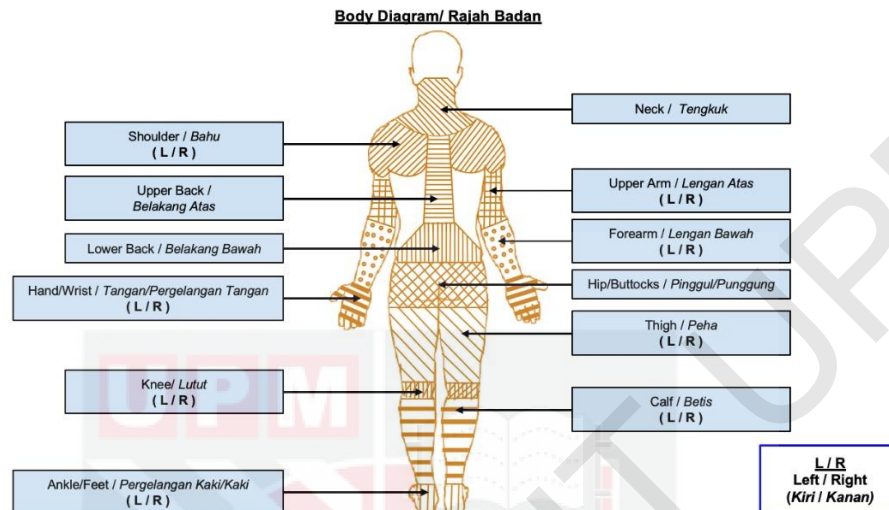 Body Diagram/ Rajah Badan
Neck / Tengkuk
Shoulder / Bahu
( L / R )
Upper Back /
Belakang Atas
Upper Arm / Lengan Atas
(L / R )
Lower Back / Belakang Bawah
Forearm / Lengan Bawah
(L / R )
Hand/Wrist / Tangan/Pergelangan Tangan
( L / R )
Hip/Buttocks / Pinggul/Punggung
Thigh / Peha
(L / R )
Knee/ Lutut
( L / R )
Calf / Betis
(L / R )
Ankle/Feet / Pergelangan Kaki/Kaki
( L / R )
L / R
Left / Right
(Kiri / Kanan)
UPM